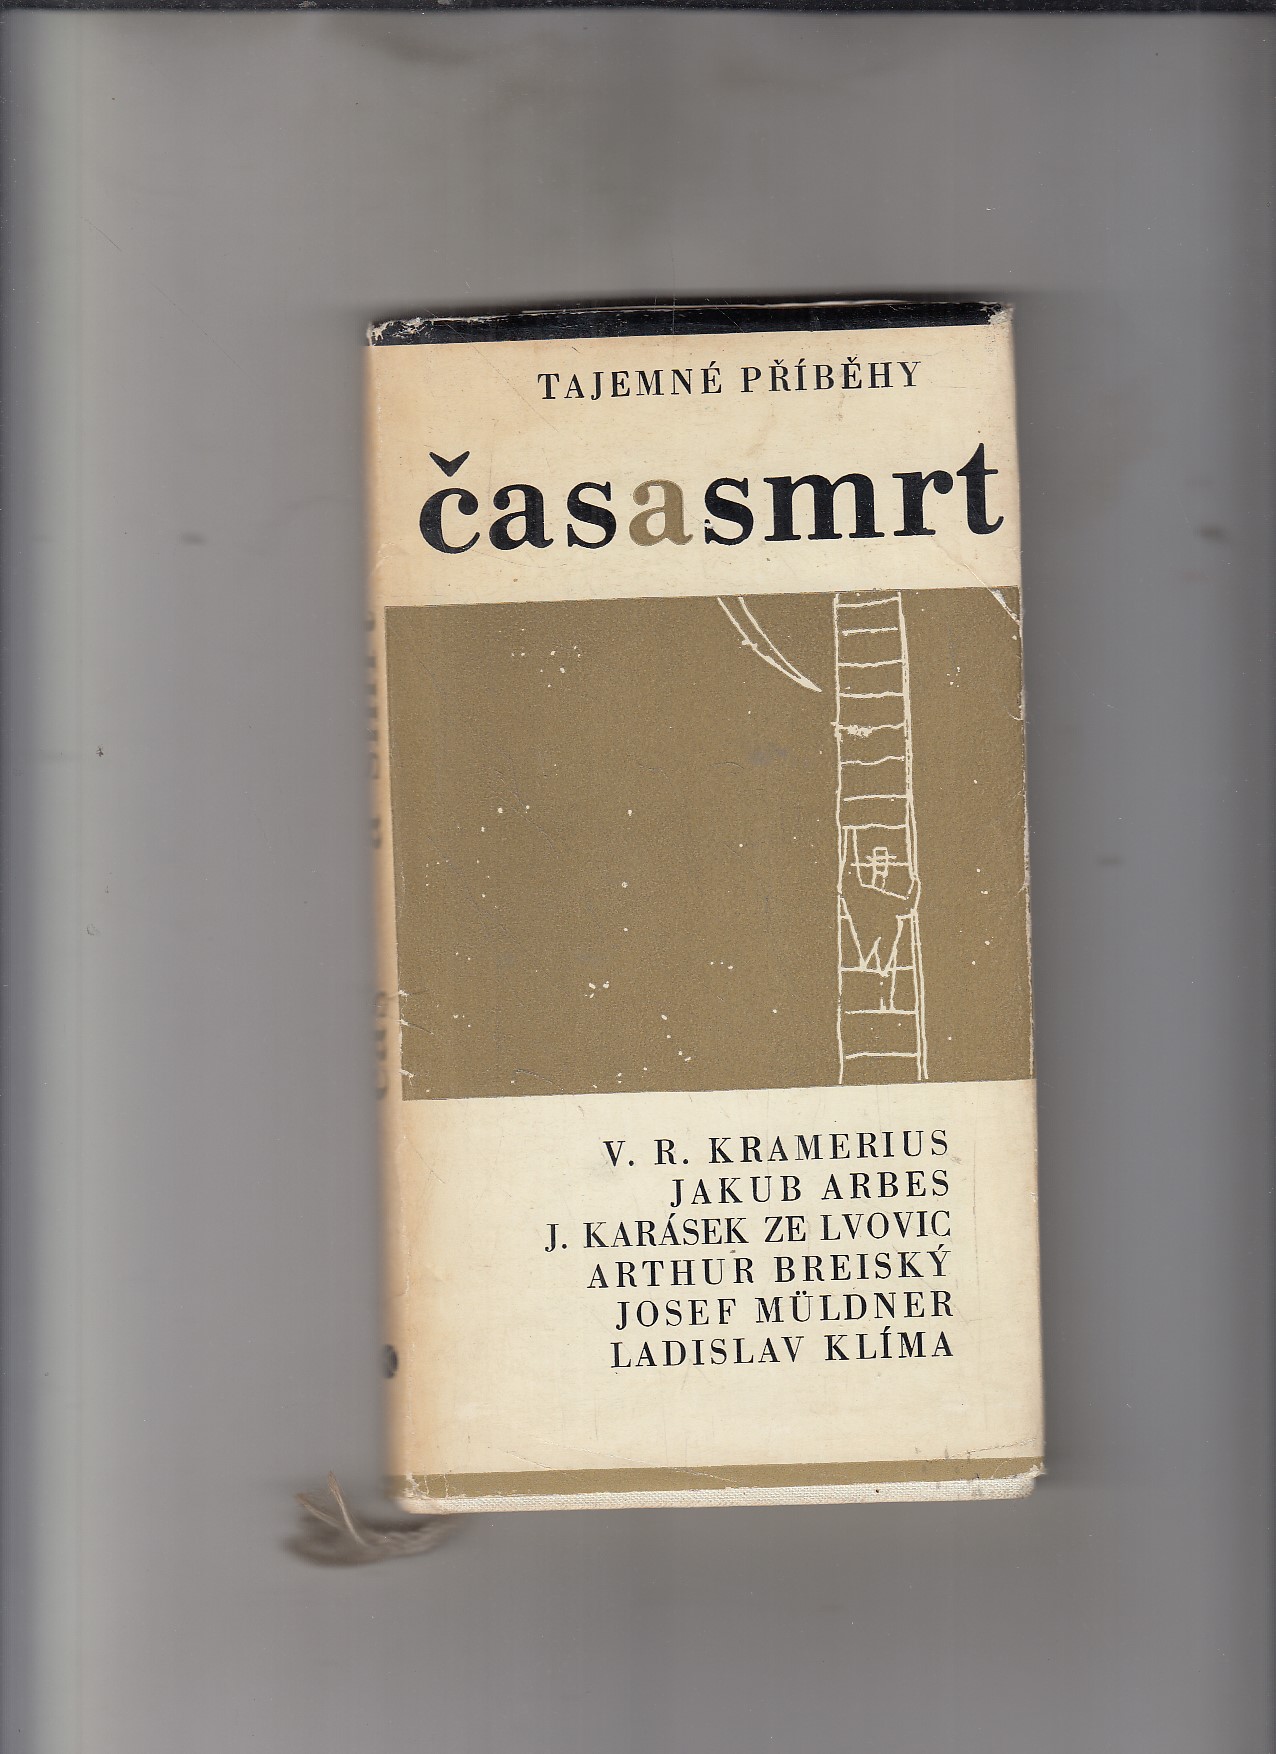 TAJEMNÉ PŘÍBĚHY
časasmrt
V. R. KRAMERIUS
JAKUB ARBES
J. KARÁSEK ZE LVOVIC
ARTHUR BREISKÝ
JOSEF MÜLDNER
LADISLAV KLÍMA